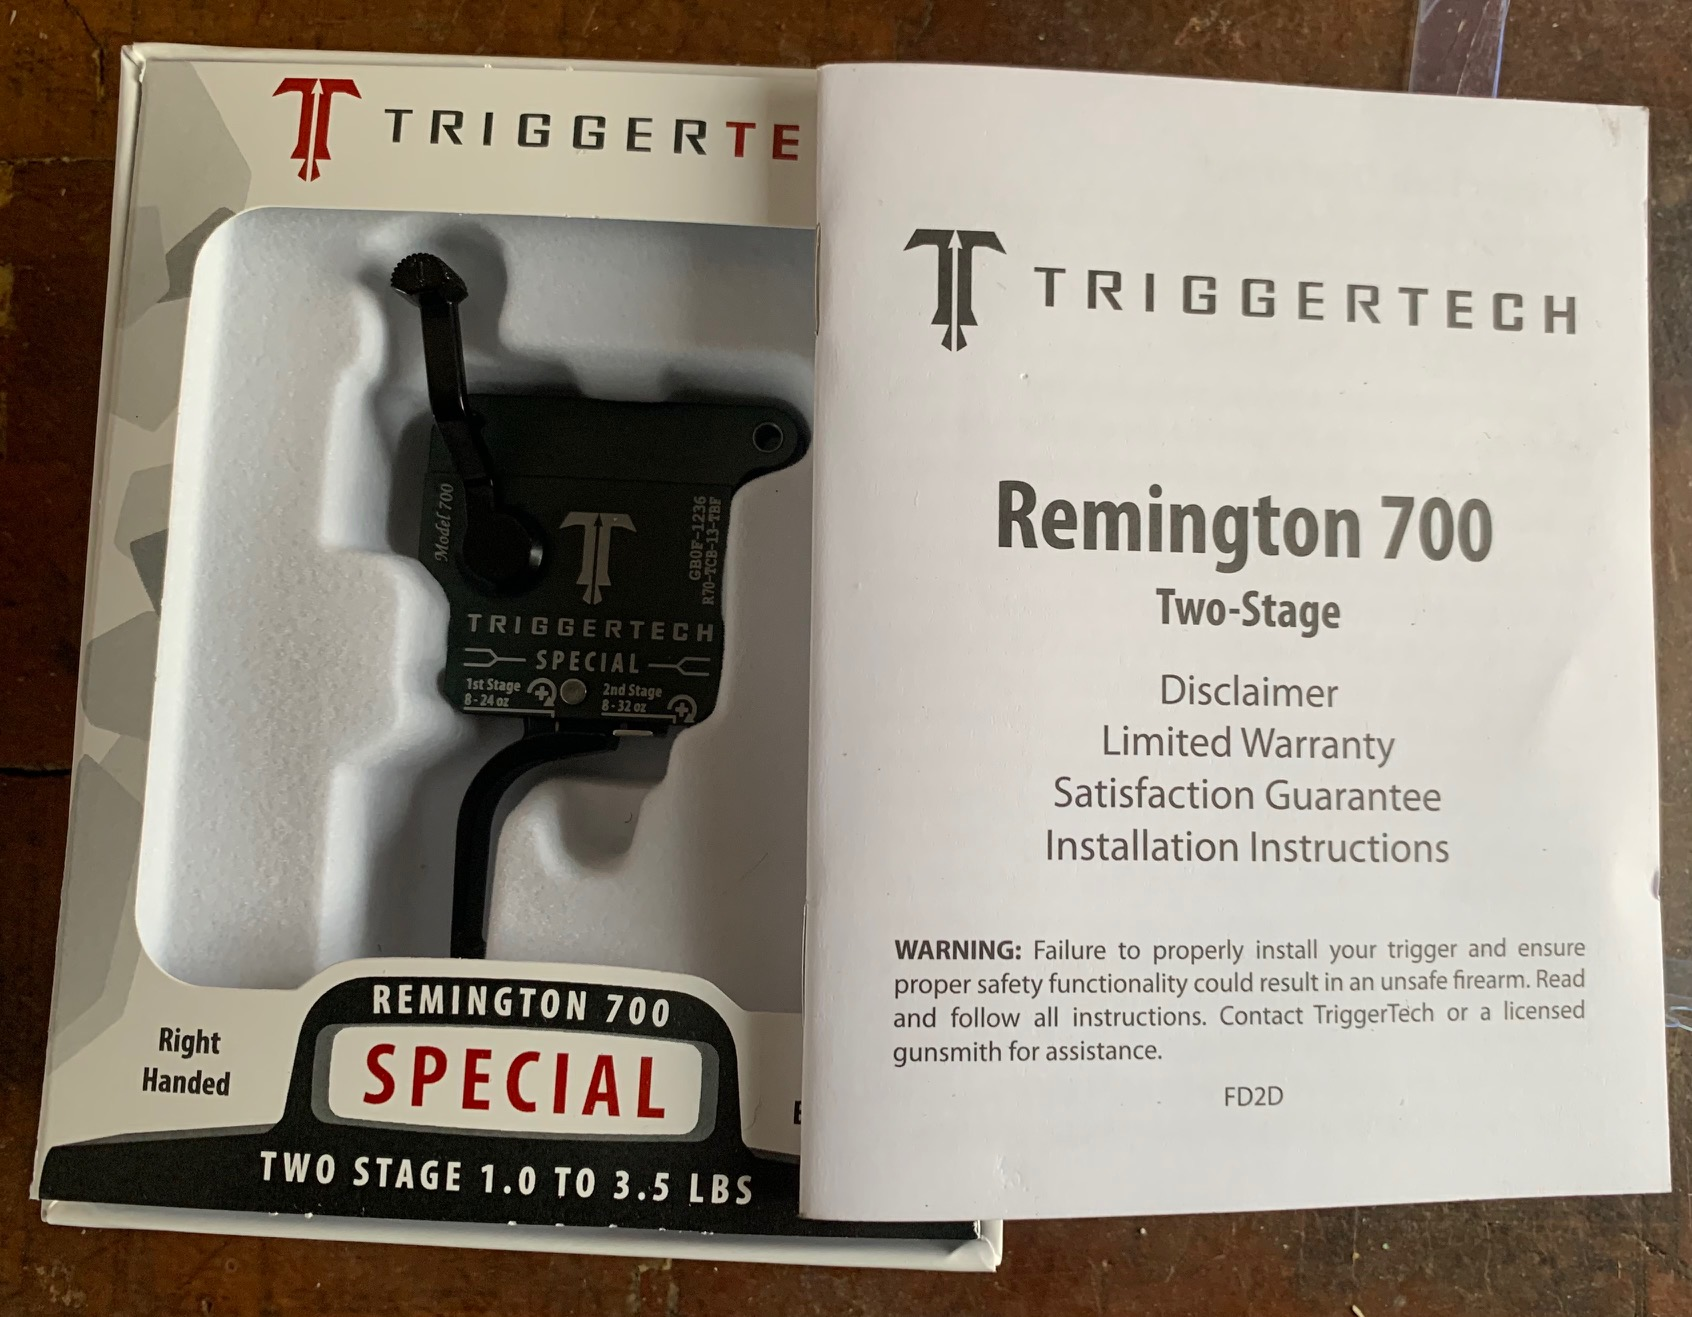 TRIGGERTE
Model 700
GB0F-1236
R70-TCB-13-TBF
TRIGGERTECH
SPECIAL
1st Stage
8-24 oz
2nd Stage
8-32 oz
Right
Handed
REMINGTON 700
SPECIAL
TWO STAGE 1.0 TO 3.5 LBS
TRIGGERTECH
Remington 700
Two-Stage
Disclaimer
Limited Warranty
Satisfaction Guarantee
Installation Instructions
WARNING: Failure to properly install your trigger and ensure
proper safety functionality could result in an unsafe firearm. Read
and follow all instructions. Contact TriggerTech or a licensed
gunsmith for assistance.
FD2D